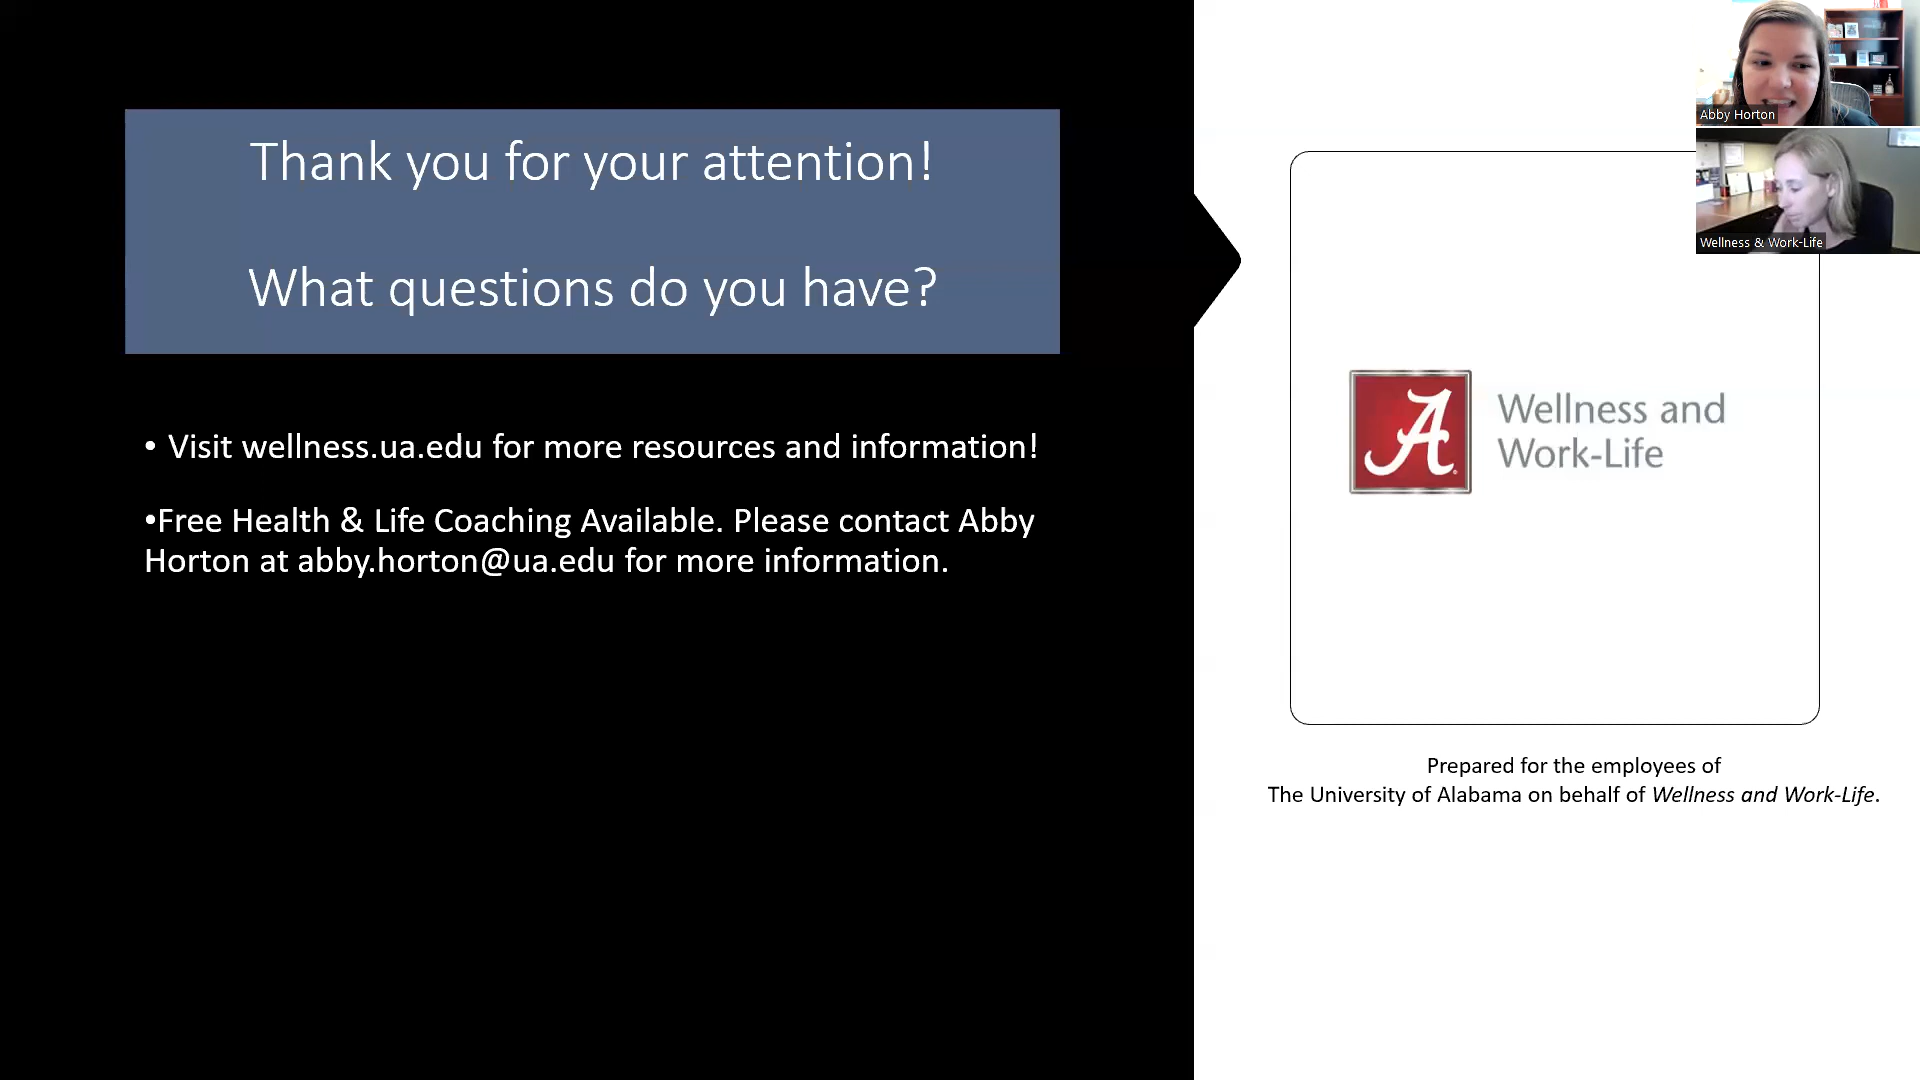 Thank you for your attention!
What questions do you have?
• Visit wellness.ua.edu for more resources and information!
•Free Health & Life Coaching Available. Please contact Abby
Horton at abby.horton@ua.edu for more information.
Abby Horton
Wellness & Work-Life
A
Wellness and
Work-Life
Prepared for the employees of
The University of Alabama on behalf of Wellness and Work-Life.